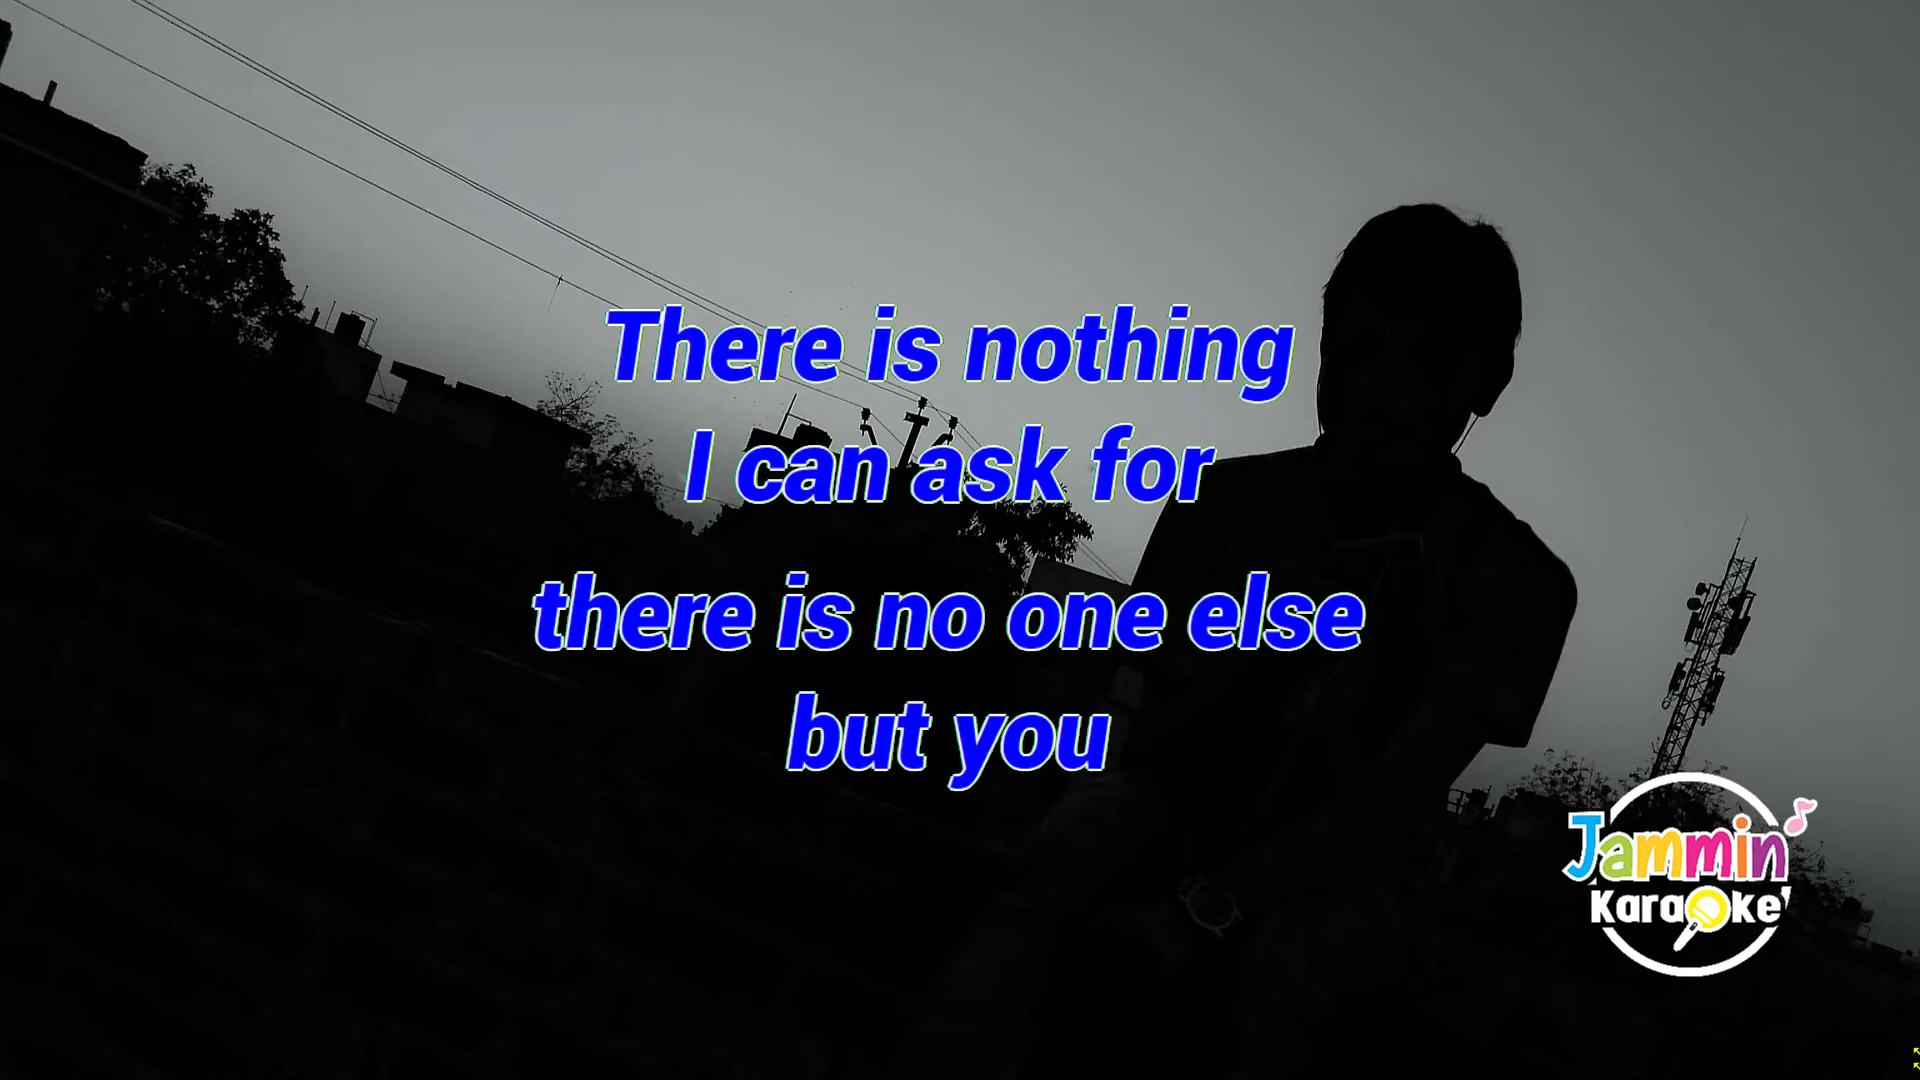 There is nothing
I can ask for
there is no one else
but you
Jammin'
Karaoke